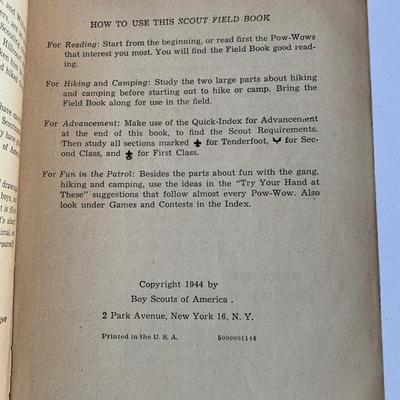 HOW TO USE THIS SCOUT FIELD BOOK
For Reading: Start from the beginning, or read first the Pow-Wows
that interest you most. You will find the Field Book good read-
ing.
For Hiking and Camping: Study the two large parts about hiking
and camping before starting out to hike or camp. Bring the
Field Book along for use in the field.
For Advancement: Make use of the Quick-Index for Advancement
at the end of this book, to find the Scout Requirements.
Then study all sections marked for Tenderfoot, for Sec-
ond Class, and for First Class.
For Fun in the Patrol: Besides the parts about fun with the gang,
hiking and camping, use the ideas in the "Try Your Hand at
These" suggestions that follow almost every Pow-Wow. Also
look under Games and Contests in the Index.
Copyright 1944 by
Boy Scouts of America.
2 Park Avenue, New York 16, N. Y.
Printed in the U. S. A. 5000001144